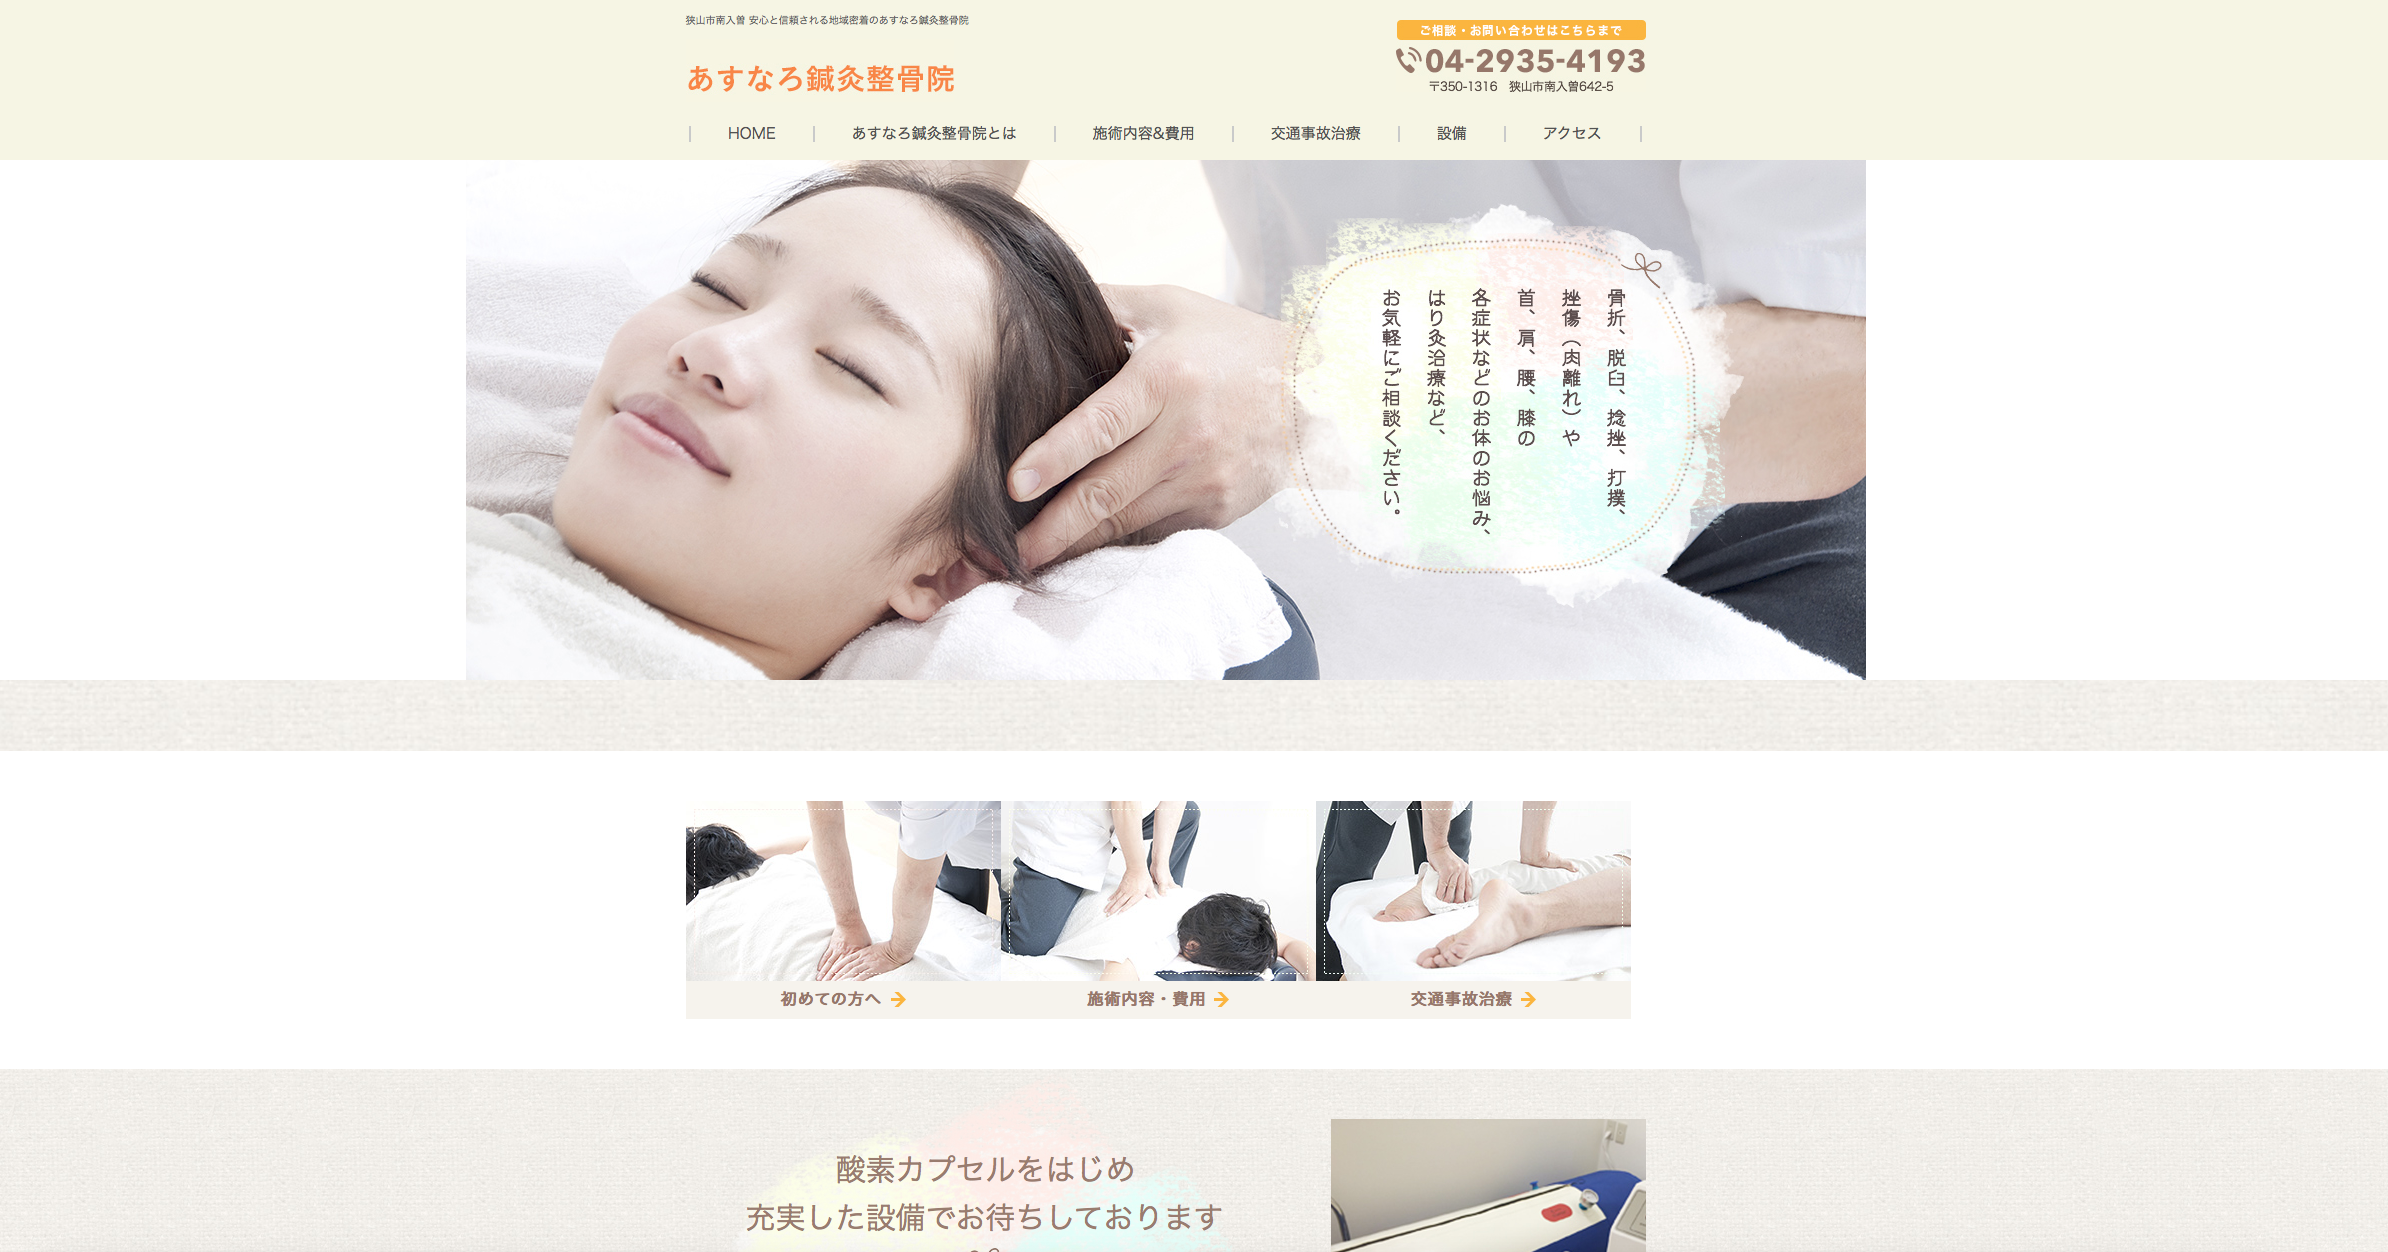 狭山市南入曽 安心と信頼される地域密着のあすなろ鍼灸整骨院
あすなろ鍼灸整骨院
ご相談・お問い合わせはこちらまで
04-2935-4193
〒350-1316　狭山市南入曽642-5
HOME
あすなろ鍼灸整骨院とは
施術内容&費用
交通事故治療
設備
アクセス
骨折、脱臼、捻挫、打撲、
挫傷（肉離れ）や
首、肩、腰、膝の
各症状などのお体のお悩み、
はり灸治療など、
お気軽にご相談ください。
初めての方へ
施術内容・費用
交通事故治療
酸素カプセルをはじめ
充実した設備でお待ちしております